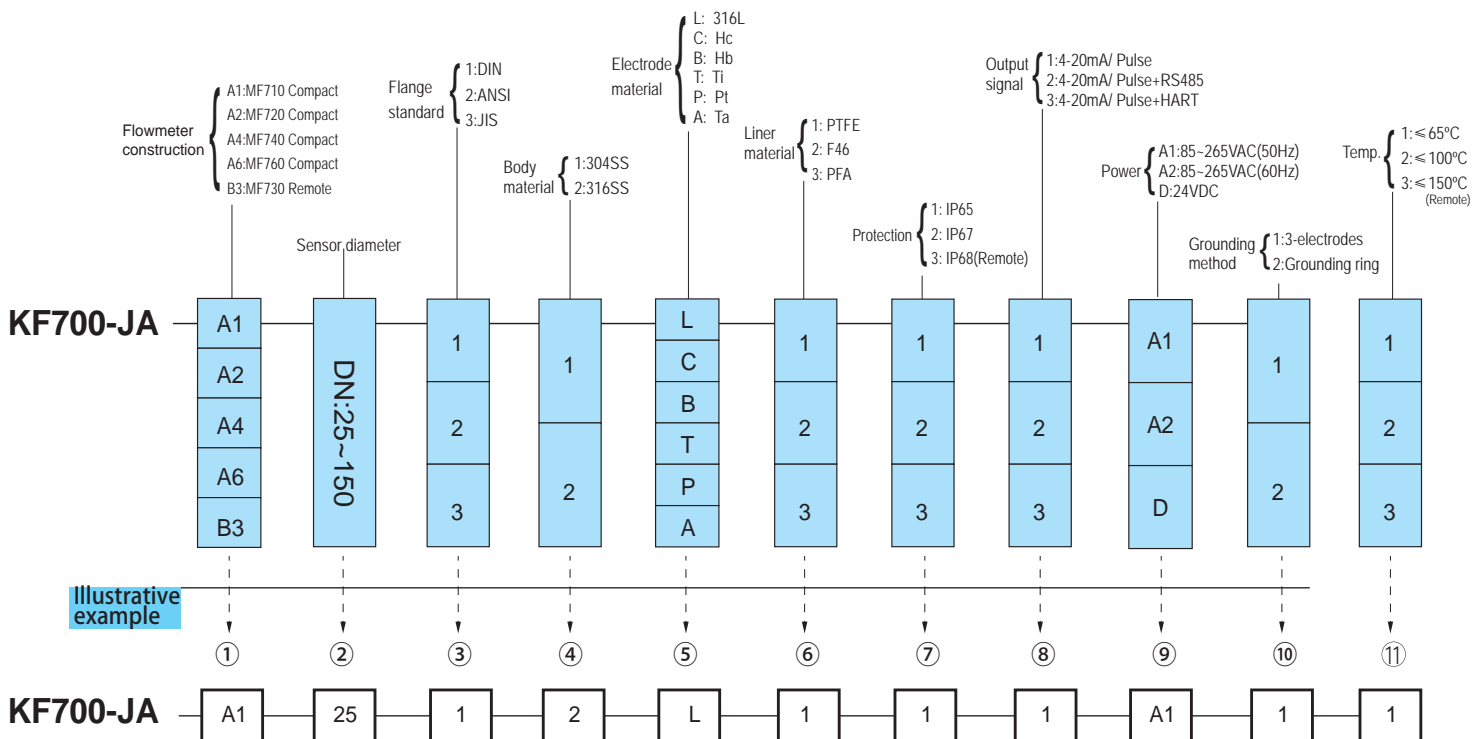 Flowmeter construction
A1:MF710 Compact
A2:MF720 Compact
A4:MF740 Compact
A6:MF760 Compact
B3:MF730 Remote
Sensor diameter
Flange standard
1:DIN
2:ANSI
3:JIS
Body material
1:304SS
2:316SS
Electrode material
L: 316L
C: Hc
B: Hb
T: Ti
P: Pt
A: Ta
Liner material
1: PTFE
2: F46
3: PFA
Protection
1: IP65
2: IP67
3: IP68(Remote)
Output signal
1:4-20mA/ Pulse
2:4-20mA/ Pulse+RS485
3:4-20mA/ Pulse+HART
Power
A1:85~265VAC(50Hz)
A2:85~265VAC(60Hz)
D:24VDC
Grounding method
1:3-electrodes
2:Grounding ring
Temp.
1:≤65ºC
2:≤100ºC
3:≤150ºC
(Remote)
KF700-JA
A1
A2
A4
A6
B3
DN:25~150
1
2
3
1
2
L
C
B
T
P
A
1
2
3
1
2
3
1
2
3
A1
A2
D
1
2
1
2
3
Illustrative
example
① ② ③ ④ ⑤ ⑥ ⑦ ⑧ ⑨ ⑩ ⑪
KF700-JA A1 25 1 2 L 1 1 1 A1 1 1